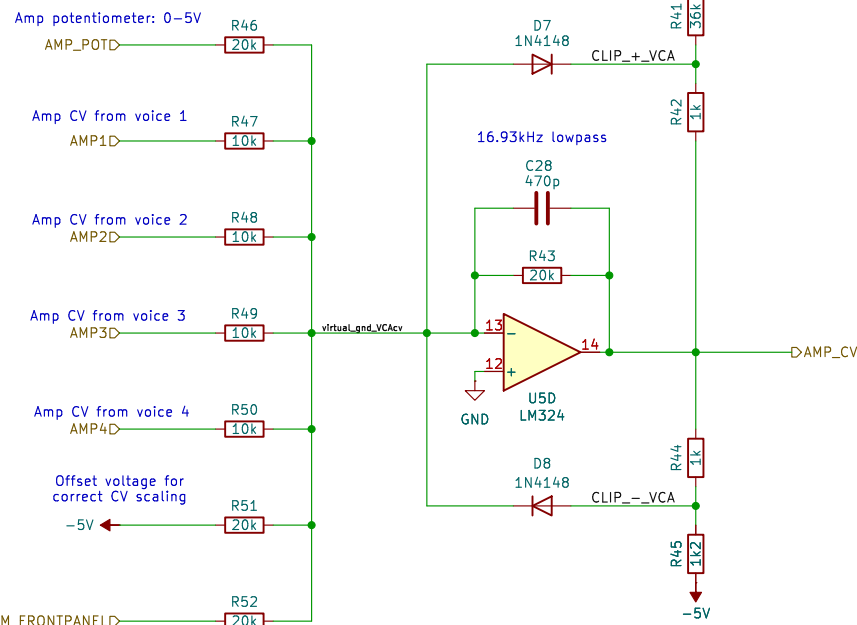 Amp potentiometer: 0-5V
AMP_POT
R46
20k
Amp CV from voice 1
AMP1
R47
10k
Amp CV from voice 2
AMP2
R48
10k
Amp CV from voice 3
AMP3
R49
10k
Amp CV from voice 4
AMP4
R50
10k
Offset voltage for
correct CV scaling
-5V
R51
20k
M_FRONTPANEL
R52
20k
virtual_gnd_VCAcv
D7
1N4148
CLIP_+_VCA
R41
36k
R42
1k
16.93kHz lowpass
C28
470p
R43
20k
13
-
12
+
14
GND
U5D
LM324
AMP_CV
D8
1N4148
CLIP_-_VCA
R44
1k
R45
1k2
-5V